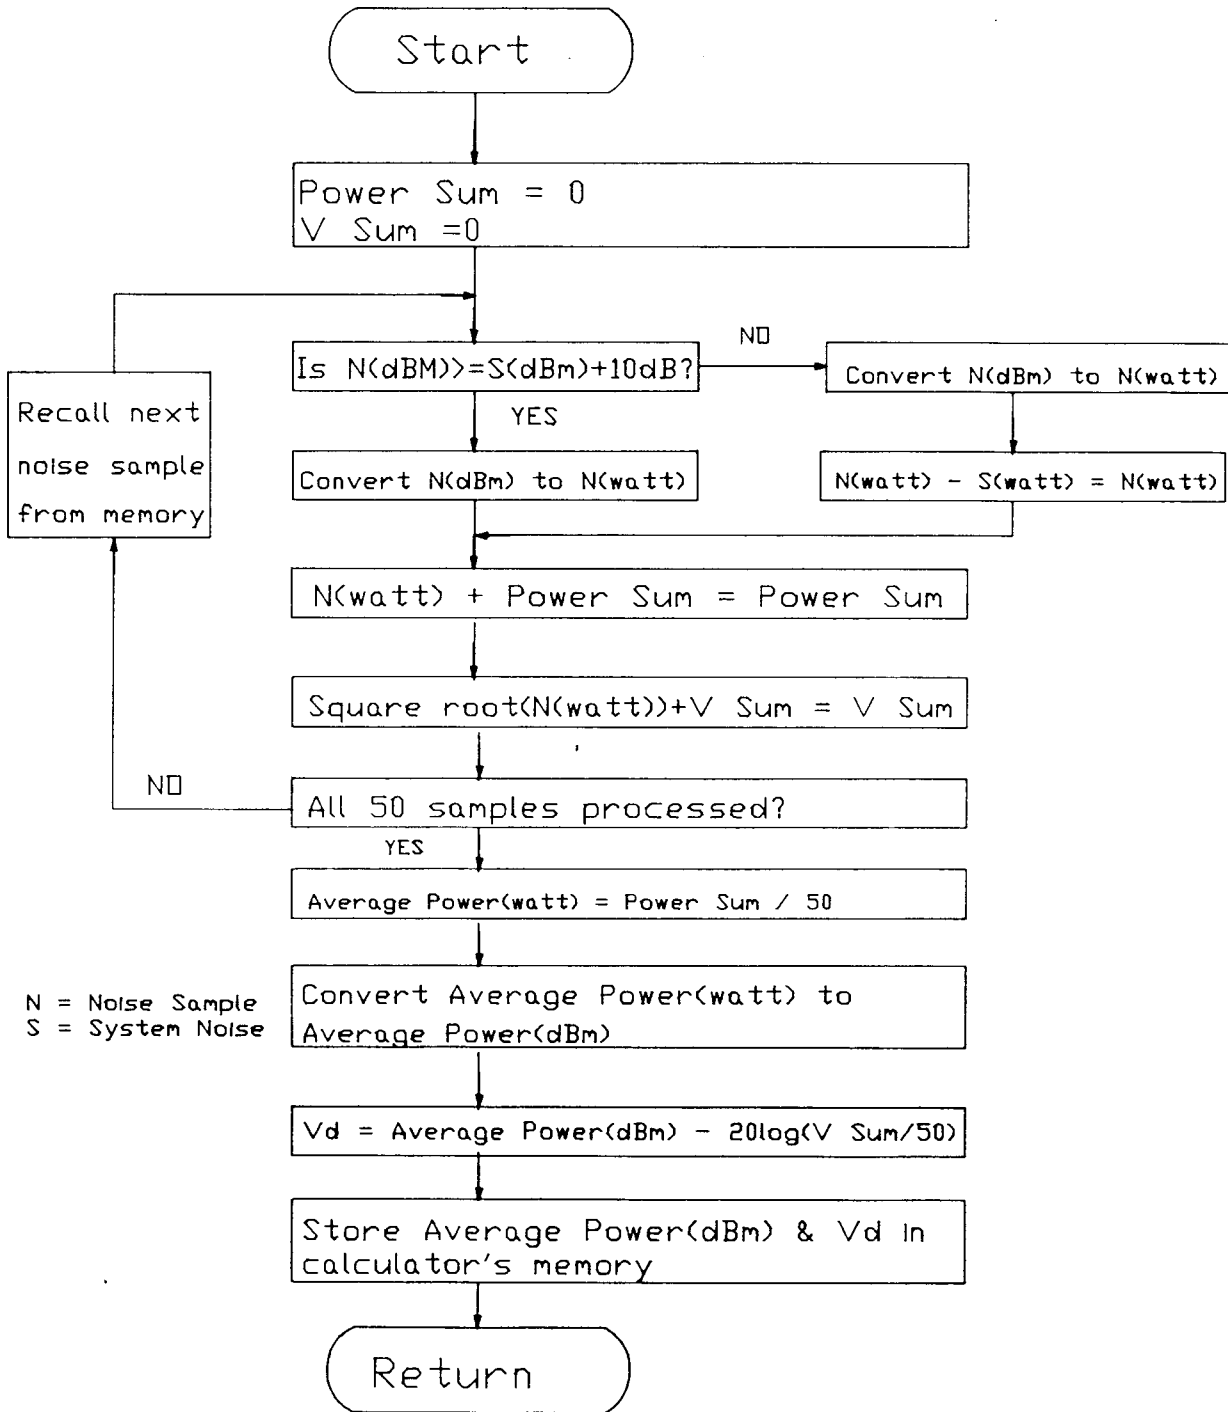 Start
Power Sum = 0
V Sum =0
Is N(dBM)>=S(dBm)+10dB?
NO
Convert N(dBm) to N(watt)
YES
Recall next
noise sample
from memory
Convert N(dBm) to N(watt)
N(watt) - S(watt) = N(watt)
N(watt) + Power Sum = Power Sum
Square root(N(watt))+V Sum = V Sum
NO
All 50 samples processed?
YES
Average Power(watt) = Power Sum / 50
N = Noise Sample
S = System Noise
Convert Average Power(watt) to
Average Power(dBm)
Vd = Average Power(dBm) - 20log(V Sum/50)
Store Average Power(dBm) & Vd in
calculator's memory
Return